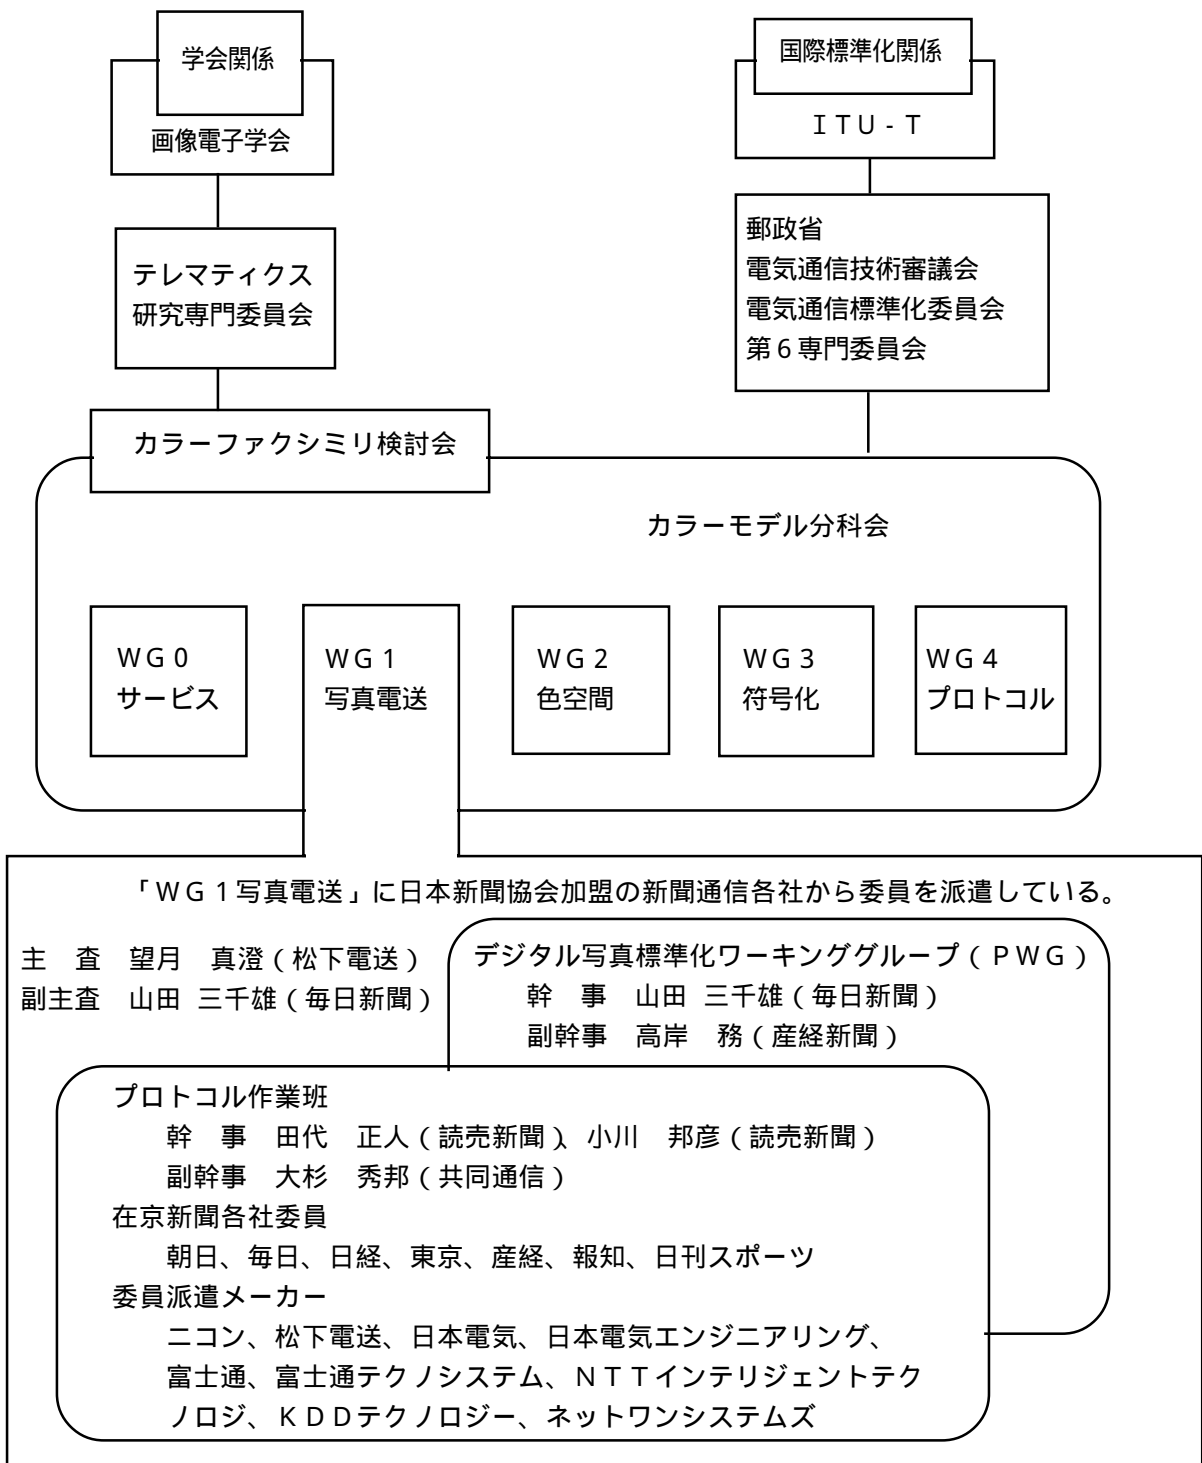 学会関係
画像電子学会
テレマティクス
研究専門委員会
国際標準化関係
ＩＴＵ-Ｔ
郵政省
電気通信技術審議会
電気通信標準化委員会
第６専門委員会
カラーファクシミリ検討会
カラーモデル分科会
ＷＧ０
サービス
ＷＧ１
写真電送
ＷＧ２
色空間
ＷＧ３
符号化
ＷＧ４
プロトコル
「ＷＧ１写真電送」に日本新聞協会加盟の新聞通信各社から委員を派遣している。
主　査　望月　真澄（松下電送）
副主査　山田 三千雄（毎日新聞）
デジタル写真標準化ワーキンググループ（ＰＷＧ）
幹　事　山田 三千雄（毎日新聞）
副幹事　高岸　務（産経新聞）
プロトコル作業班
幹　事　田代　正人（読売新聞）、小川　邦彦（読売新聞）
副幹事　大杉　秀邦（共同通信）
在京新聞各社委員
朝日、毎日、日経、東京、産経、報知、日刊スポーツ
委員派遣メーカー
ニコン、松下電送、日本電気、日本電気エンジニアリング、
富士通、富士通テクノシステム、ＮＴＴインテリジェントテク
ノロジ、ＫＤＤテクノロジー、ネットワンシステムズ